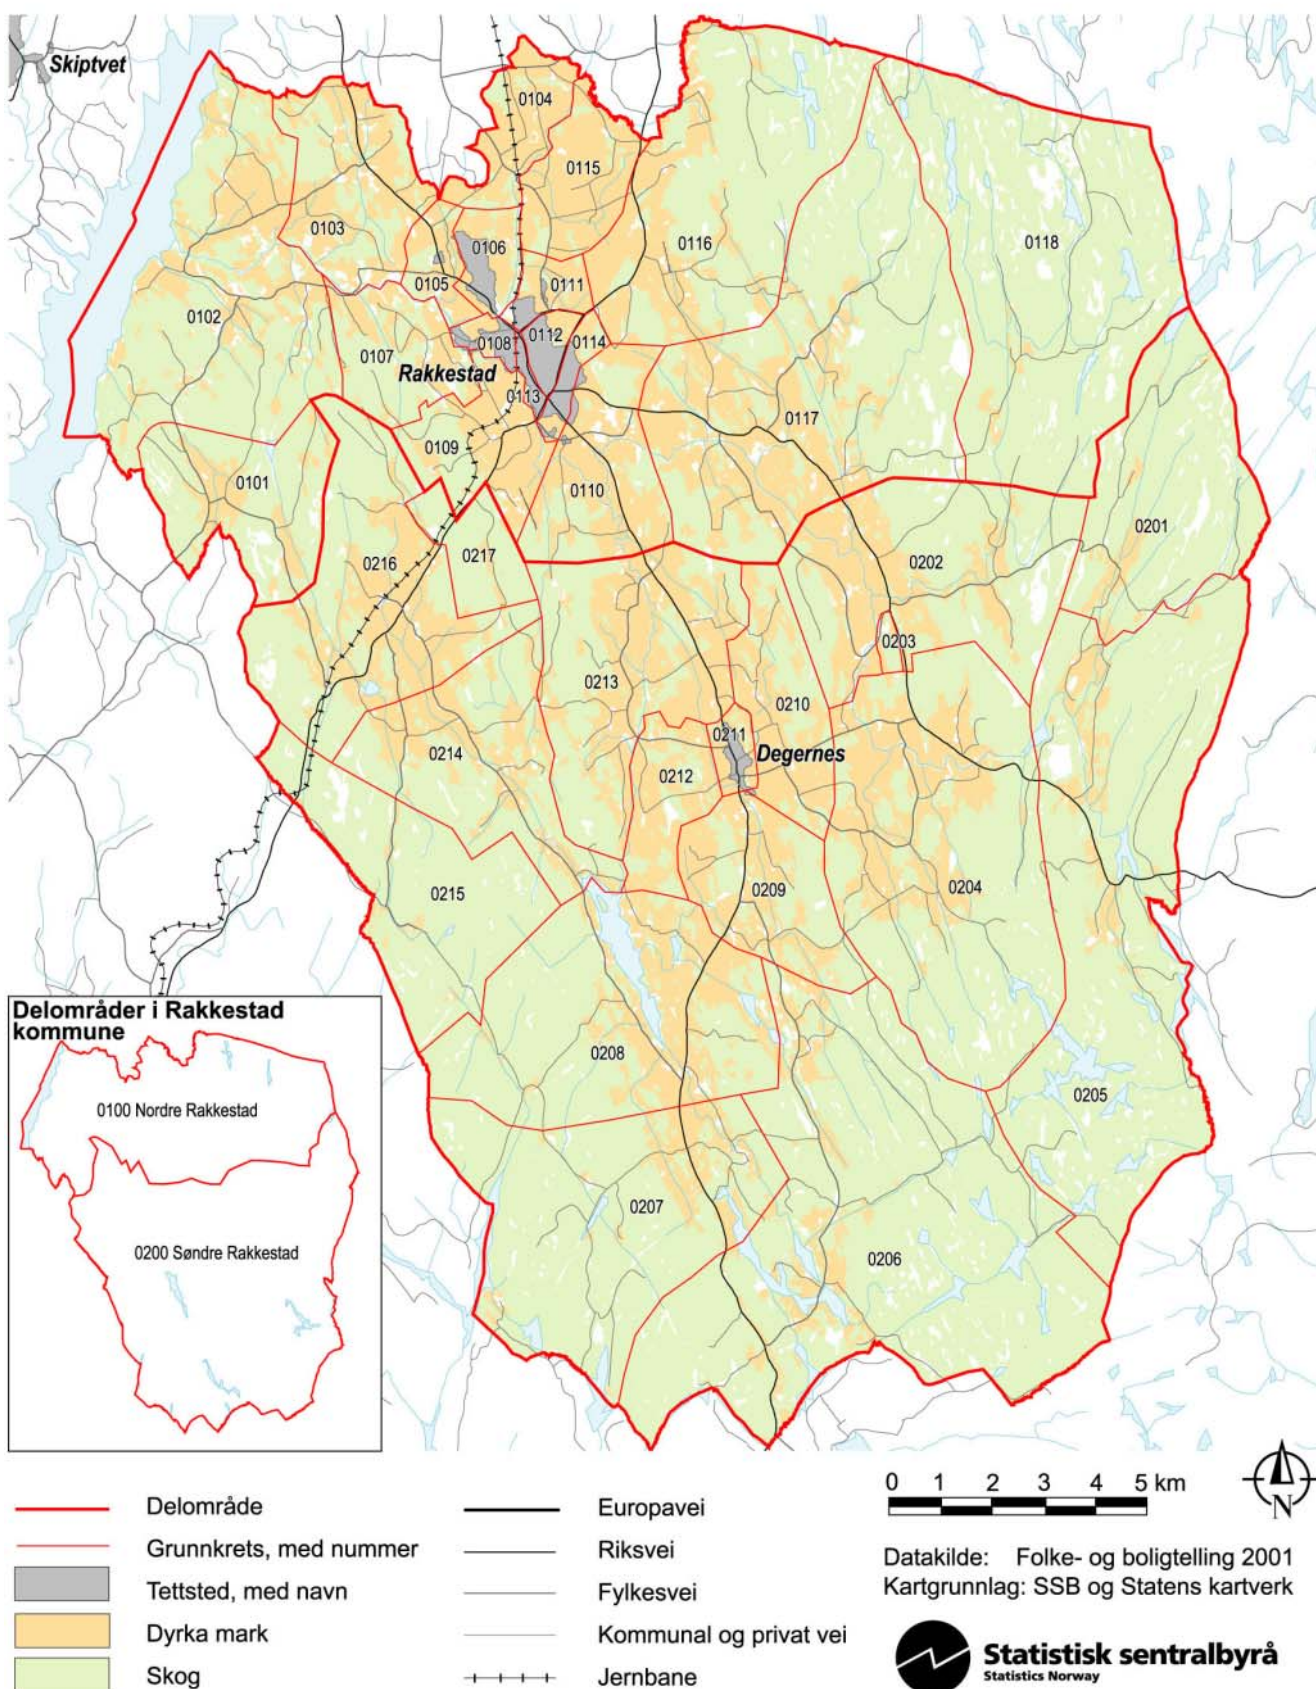 Skiptvet
0104
0115
0103
0106
0116
0118
0105
0111
0102
0112
0114
0108
0107
Rakkestad
0113
0117
0109
0101
0110
0201
0216
0217
0202
0203
0213
0210
0211
0214
Degernes
0212
0215
0209
0204
Delområder i Rakkestad
kommune
0208
0205
0100 Nordre Rakkestad
0207
0200 Søndre Rakkestad
0206
Delområde
Grunnkrets, med nummer
Tettsted, med navn
Dyrka mark
Skog
Europavei
Riksvei
Fylkesvei
Kommunal og privat vei
Jernbane
0 1 2 3 4 5 km
N
Datakilde: Folke- og boligtelling 2001
Kartgrunnlag: SSB og Statens kartverk
Statistisk sentralbyrå
Statistics Norway